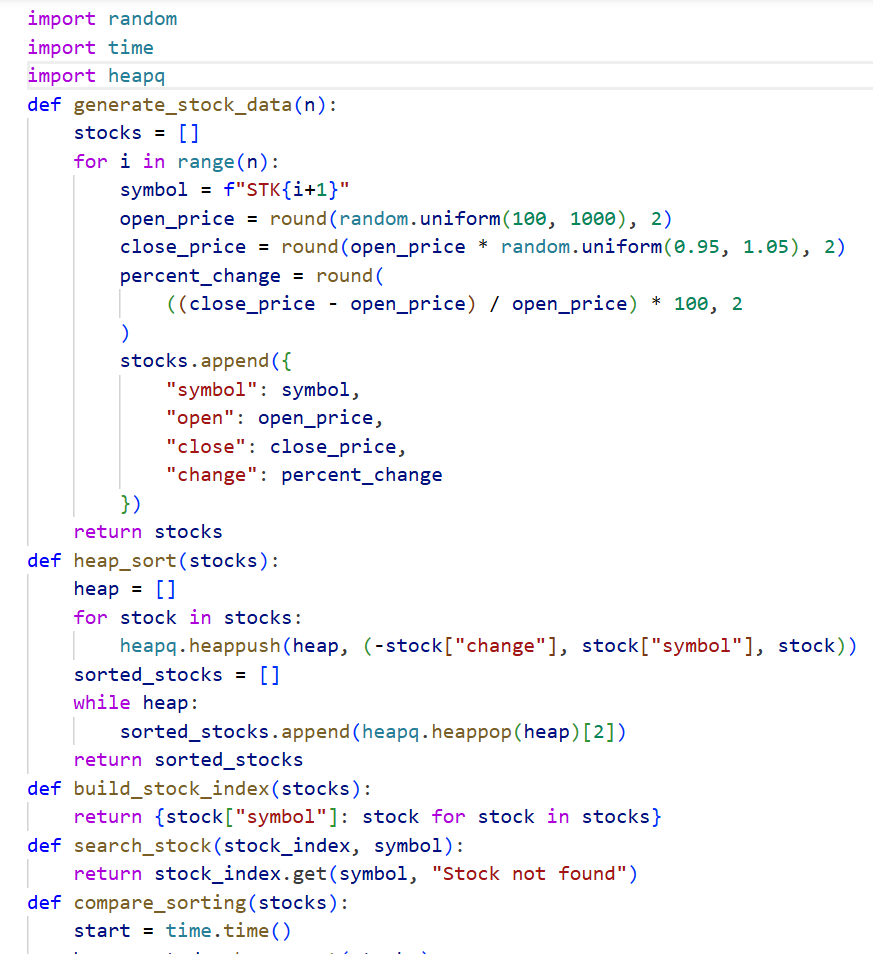 import random
import time
import heapq
def generate_stock_data(n):
    stocks = []
    for i in range(n):
        symbol = f"STK{i+1}"
        open_price = round(random.uniform(100, 1000), 2)
        close_price = round(open_price * random.uniform(0.95, 1.05), 2)
        percent_change = round(
            ((close_price - open_price) / open_price) * 100, 2
        )
        stocks.append({
            "symbol": symbol,
            "open": open_price,
            "close": close_price,
            "change": percent_change
        })
    return stocks
def heap_sort(stocks):
    heap = []
    for stock in stocks:
        heapq.heappush(heap, (-stock["change"], stock["symbol"], stock))
    sorted_stocks = []
    while heap:
        sorted_stocks.append(heapq.heappop(heap)[2])
    return sorted_stocks
def build_stock_index(stocks):
    return {stock["symbol"]: stock for stock in stocks}
def search_stock(stock_index, symbol):
    return stock_index.get(symbol, "Stock not found")
def compare_sorting(stocks):
    start = time.time()